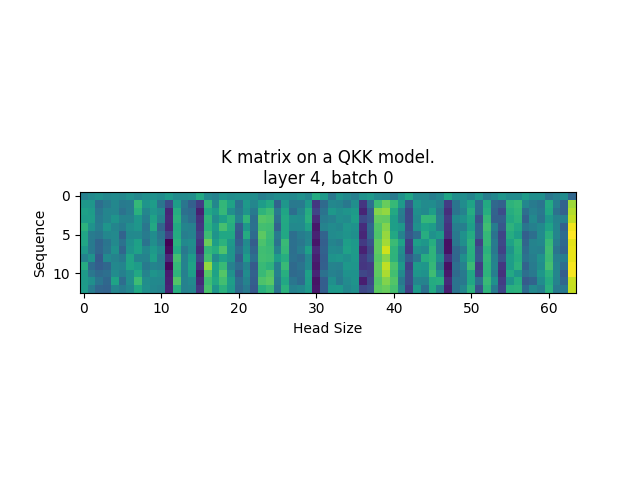 K matrix on a QKK model.
layer 4, batch 0
0
5
10
Sequence
0 10 20 30 40 50 60
Head Size